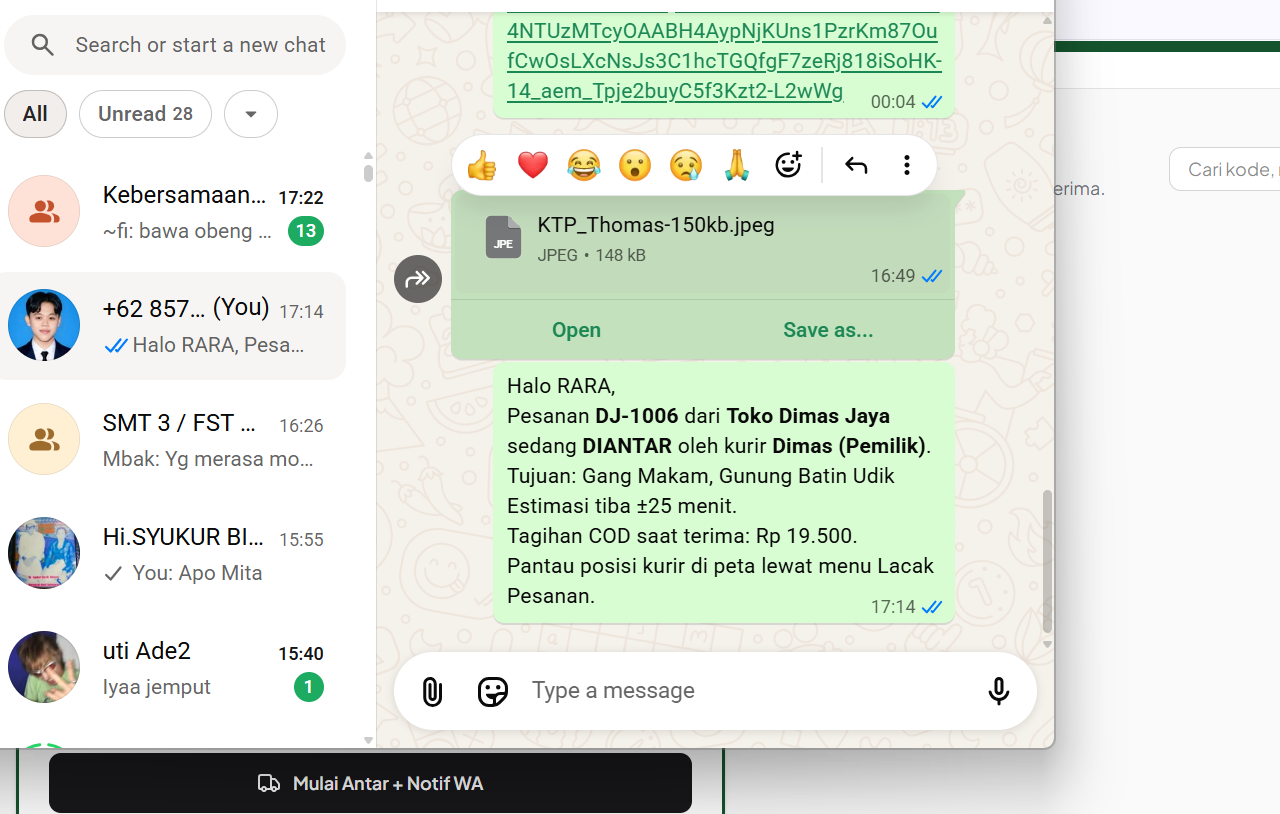 Search or start a new chat
All
Unread 28
Kebersamaan... 17:22
~fi: bawa obeng ... 13
+62 857... (You) 17:14
Halo RARA, Pesa...
SMT 3 / FST ... 16:26
Mbak: Yg merasa mo...
Hi.SYUKUR BI... 15:55
You: Apo Mita
uti Ade2 15:40
Iyaa jemput 1
4NTUzMTcyOAABH4AypNjKUns1PzrKm87Ou
fCwOsLXcNsJs3C1hcTGQfgF7zeRj818iSoHK-
14_aem_Tpje2buyC5f3Kzt2-L2wWg
00:04
JPE
KTP_Thomas-150kb.jpeg
JPEG • 148 kB
16:49
Open Save as...
Halo RARA,
Pesanan DJ-1006 dari Toko Dimas Jaya
sedang DIANTAR oleh kurir Dimas (Pemilik).
Tujuan: Gang Makam, Gunung Batin Udik
Estimasi tiba ±25 menit.
Tagihan COD saat terima: Rp 19.500.
Pantau posisi kurir di peta lewat menu Lacak
Pesanan.
17:14
Type a message
Cari kode,
erima.
Mulai Antar + Notif WA